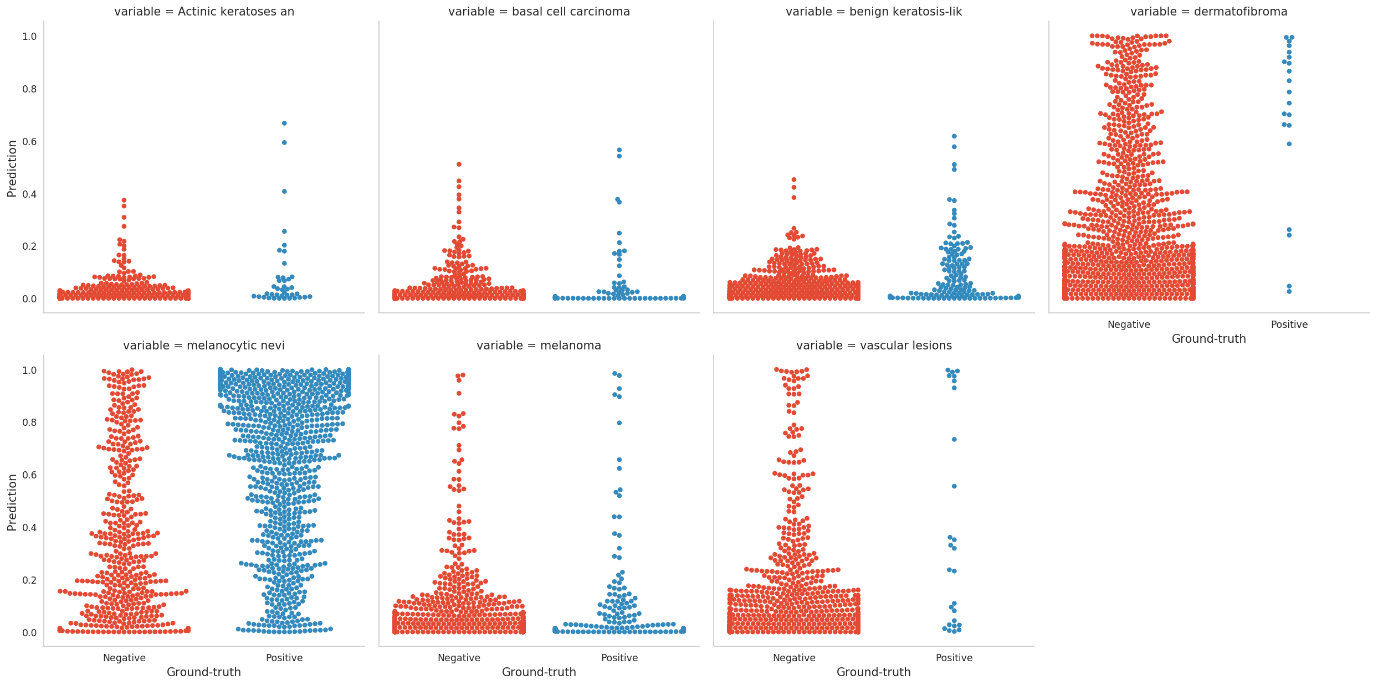 variable = Actinic keratoses an
variable = basal cell carcinoma
variable = benign keratosis-lik
variable = dermatofibroma
1.0
0.8
0.6
0.4
0.2
0.0
Prediction
Negative
Positive
Ground-truth
variable = melanocytic nevi
variable = melanoma
variable = vascular lesions
1.0
0.8
0.6
0.4
0.2
0.0
Prediction
Negative
Positive
Ground-truth
Negative
Positive
Ground-truth
Negative
Positive
Ground-truth